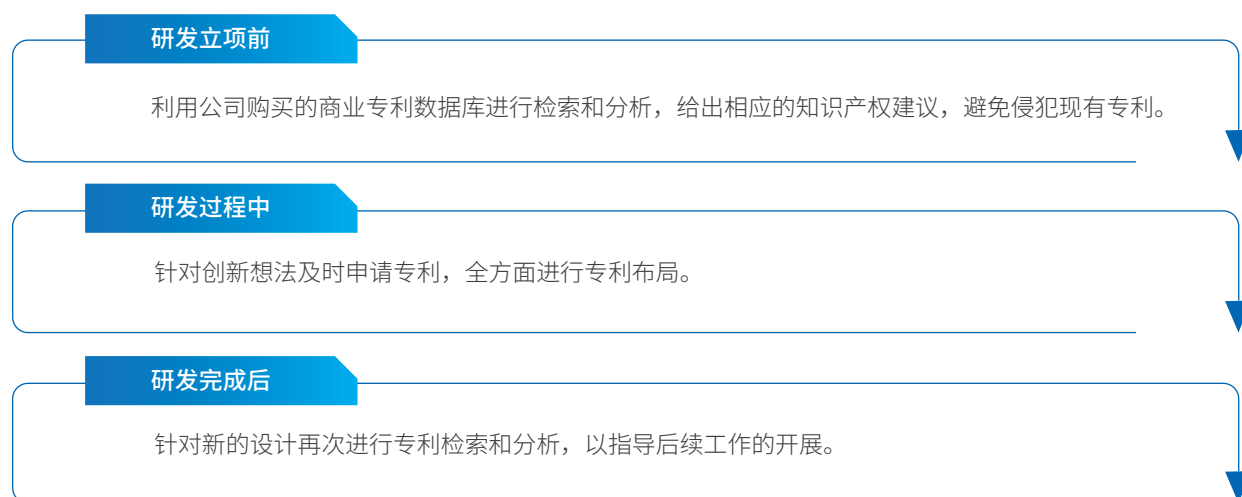 研发立项前
利用公司购买的商业专利数据库进行检索和分析，给出相应的知识产权建议，避免侵犯现有专利。
研发过程中
针对创新想法及时申请专利，全方面进行专利布局。
研发完成后
针对新的设计再次进行专利检索和分析，以指导后续工作的开展。